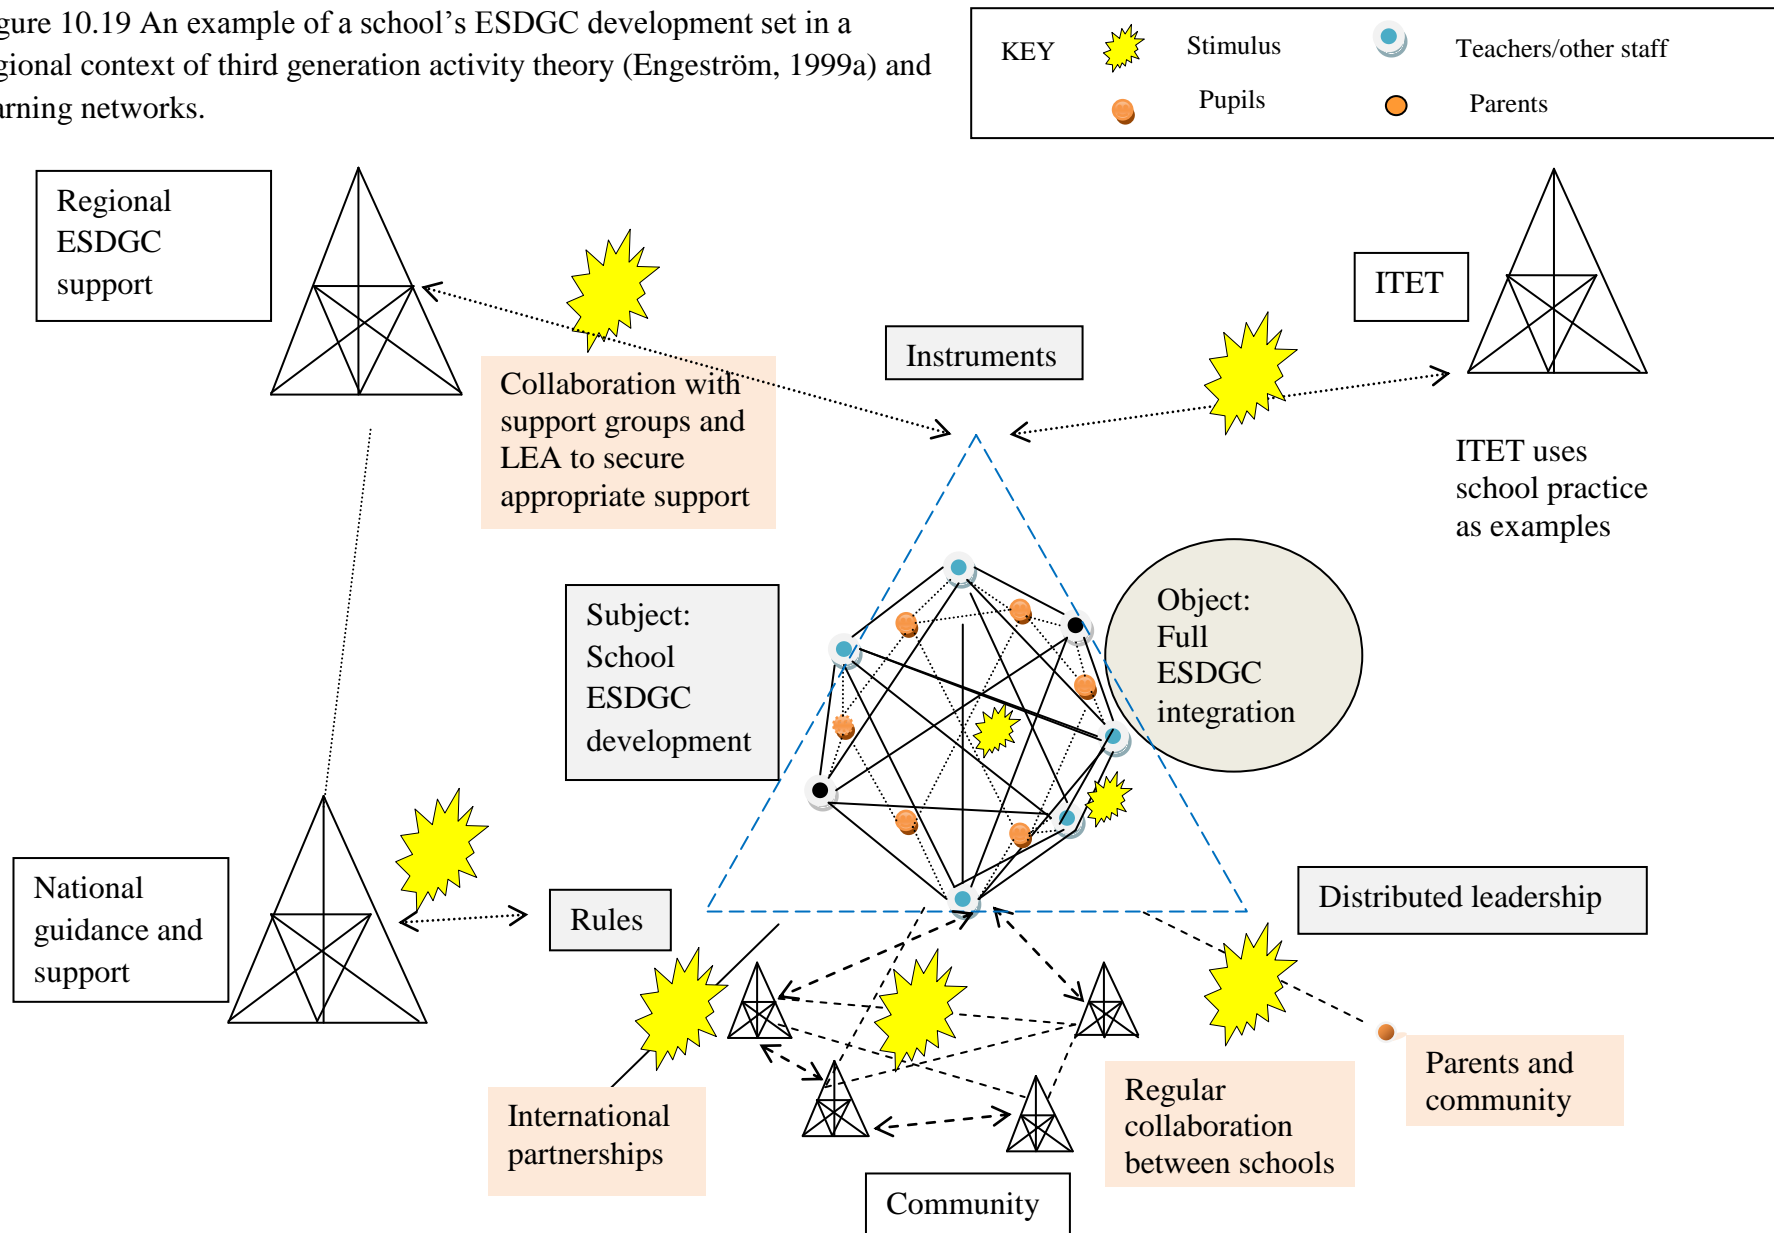 gure 10.19 An example of a school’s ESDGC development set in a
gional context of third generation activity theory (Engeström, 1999a) and
arning networks.
KEY
Stimulus
Teachers/other staff
Pupils
Parents
Regional
ESDGC
support
ITET
Instruments
Collaboration with
support groups and
LEA to secure
appropriate support
ITET uses
school practice
as examples
Subject:
School
ESDGC
development
Object:
Full
ESDGC
integration
National
guidance and
support
Rules
Distributed leadership
International
partnerships
Regular
collaboration
between schools
Parents and
community
Community